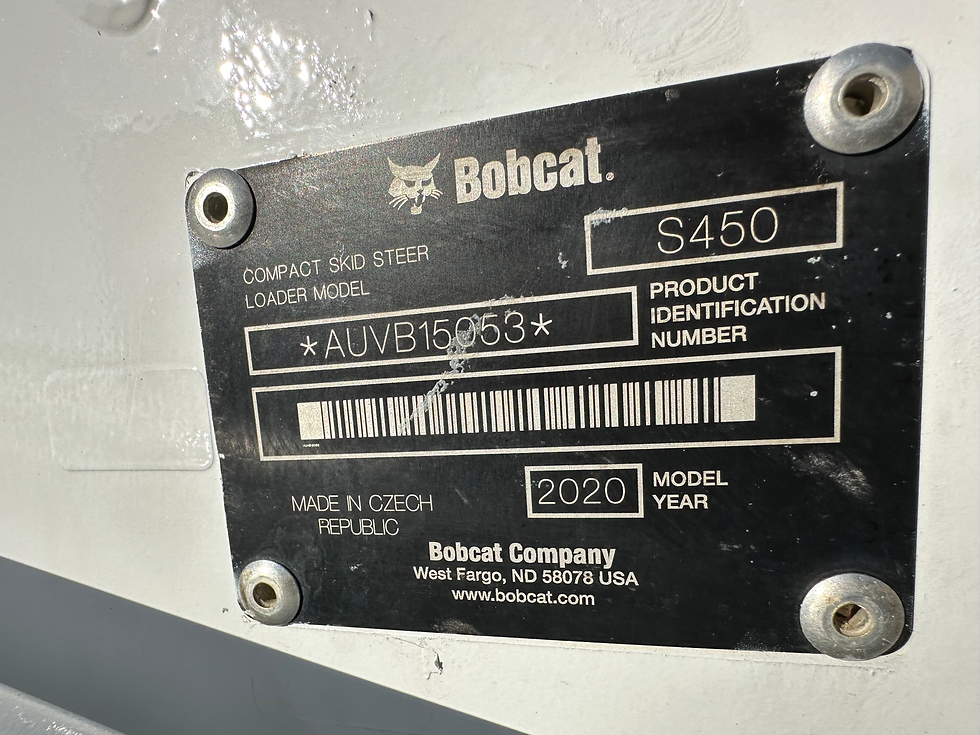 Bobcat.
S450
COMPACT SKID STEER
LOADER MODEL
PRODUCT
IDENTIFICATION
NUMBER
*AUVB15053*
2020
MODEL
YEAR
MADE IN CZECH
REPUBLIC
Bobcat Company
West Fargo, ND 58078 USA
www.bobcat.com